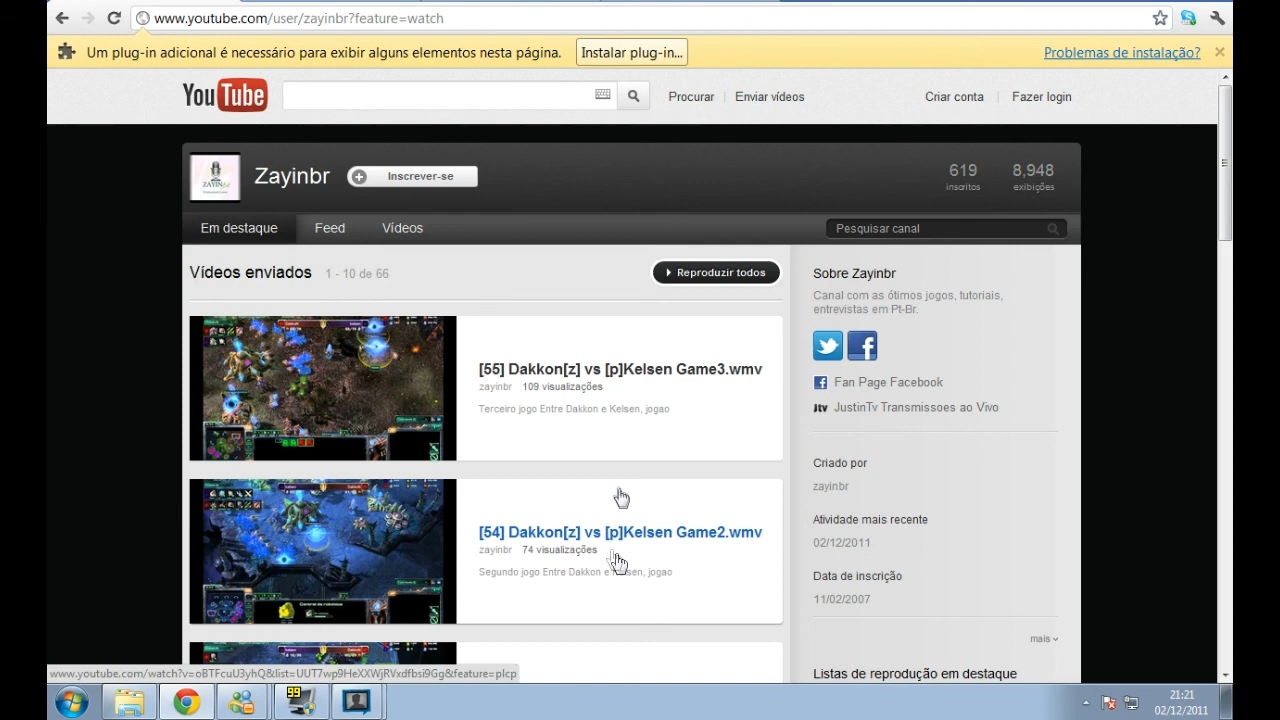 www.youtube.com/user/zayinbr?feature=watch
Um plug-in adicional é necessário para exibir alguns elementos nesta página.
Instalar plug-in...
Problemas de instalação?
YouTube
Procurar
Enviar vídeos
Criar conta
Fazer login
Zayinbr
Inscrever-se
619
inscritos
8,948
exibições
Em destaque
Feed
Vídeos
Pesquisar canal
Vídeos enviados 1 - 10 de 66
Reproduzir todos
[55] Dakkon[z] vs [p]Kelsen Game3.wmv
zayinbr 109 visualizações
Terceiro jogo Entre Dakkon e Kelsen, jogao
[54] Dakkon[z] vs [p]Kelsen Game2.wmv
zayinbr 74 visualizações
Segundo jogo Entre Dakkon e Kelsen, jogao
Sobre Zayinbr
Canal com as ótimos jogos, tutoriais,
entrevistas em Pt-Br.
Fan Page Facebook
Jtv JustinTv Transmissoes ao Vivo
Criado por
zayinbr
Atividade mais recente
02/12/2011
Data de inscrição
11/02/2007
mais
Listas de reprodução em destaque
www.youtube.com/watch?v=oBTFcuU3yhQ&list=UUT7wp9HeXXWjRVxdfbsi9Gg&feature=plcp
99
21:21
02/12/2011